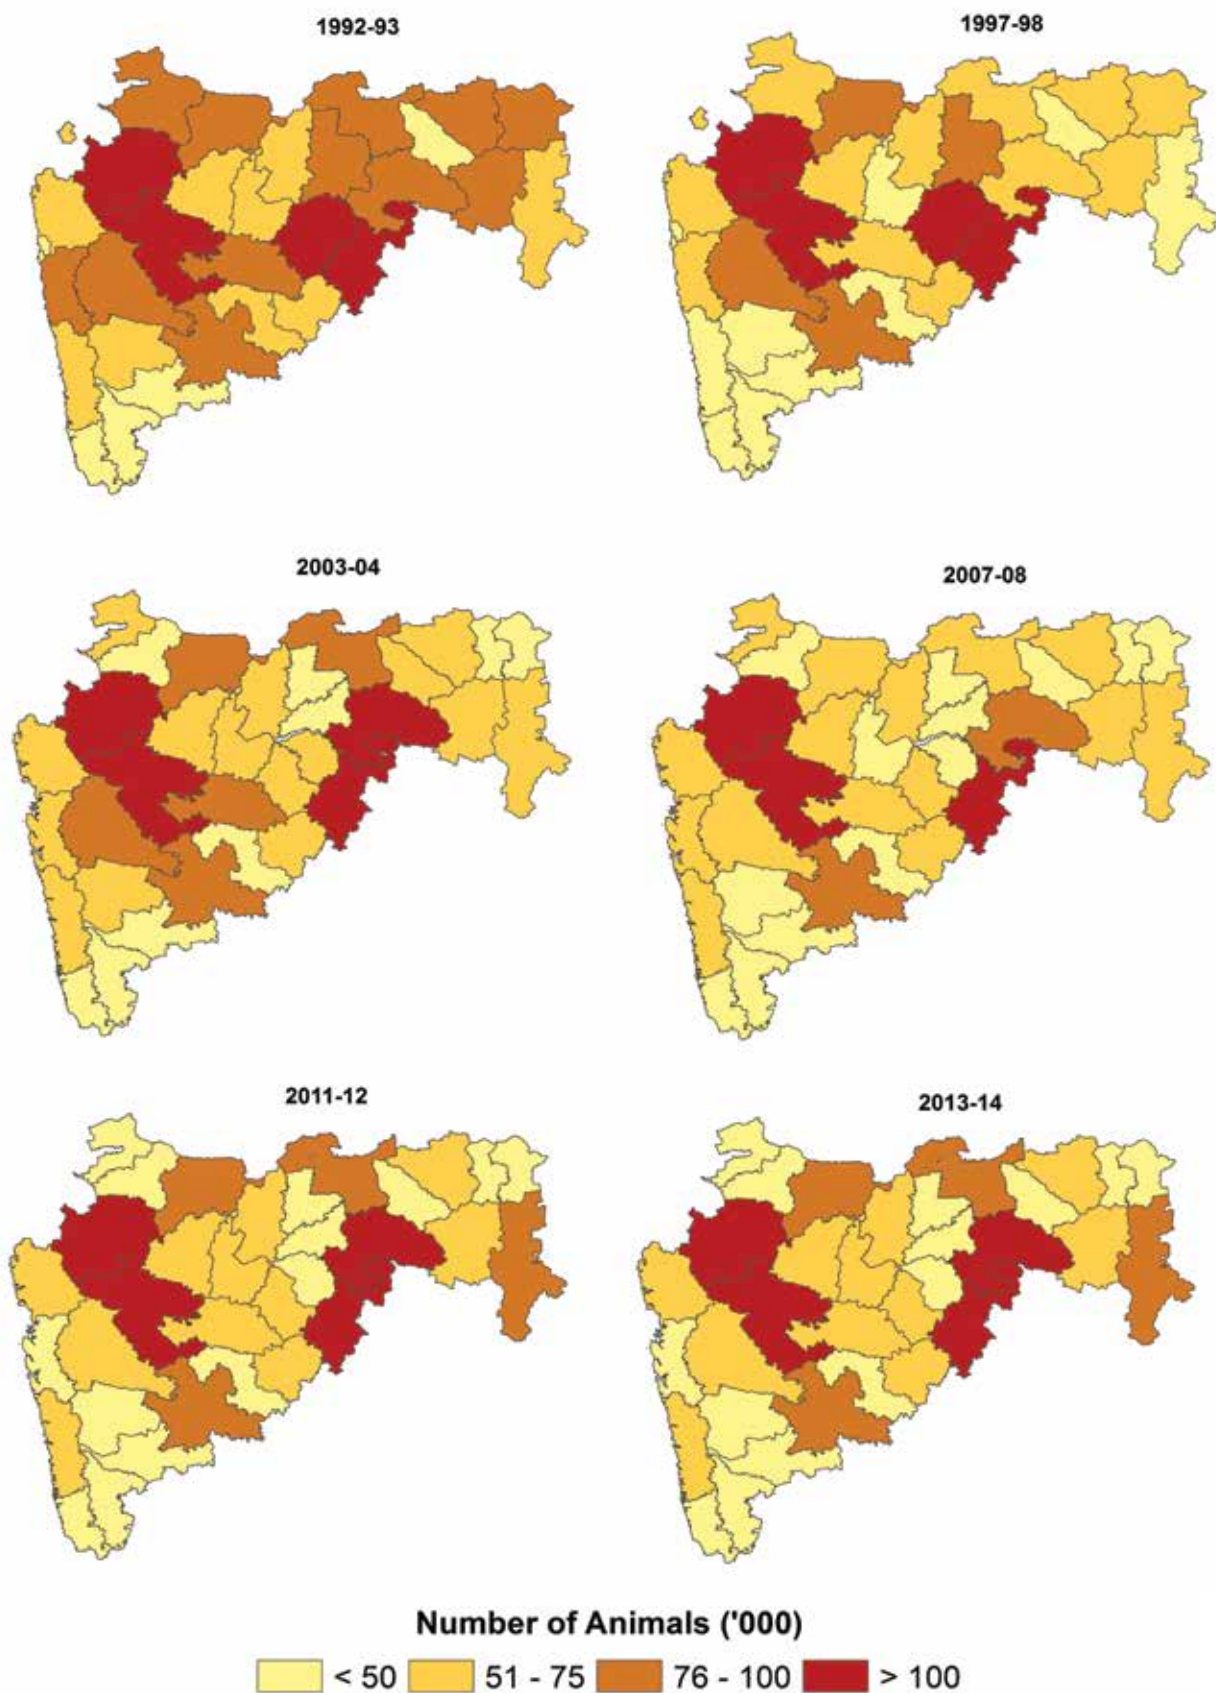 1992-93
1997-98
2003-04
2007-08
2011-12
2013-14
Number of Animals ('000)
< 50
51 - 75
76 - 100
> 100